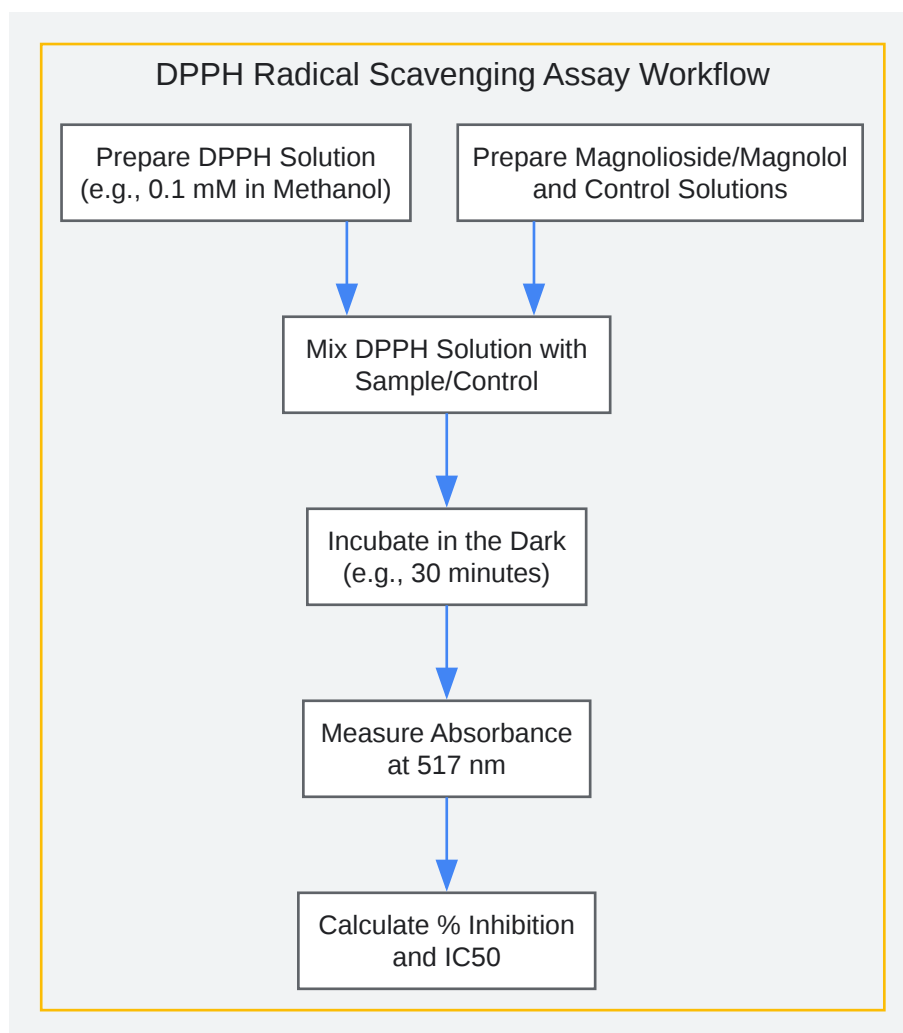 DPPH Radical Scavenging Assay Workflow
Prepare DPPH Solution
(e.g., 0.1 mM in Methanol)
Prepare Magnolioside/Magnolol
and Control Solutions
Mix DPPH Solution with
Sample/Control
Incubate in the Dark
(e.g., 30 minutes)
Measure Absorbance
at 517 nm
Calculate % Inhibition
and IC50